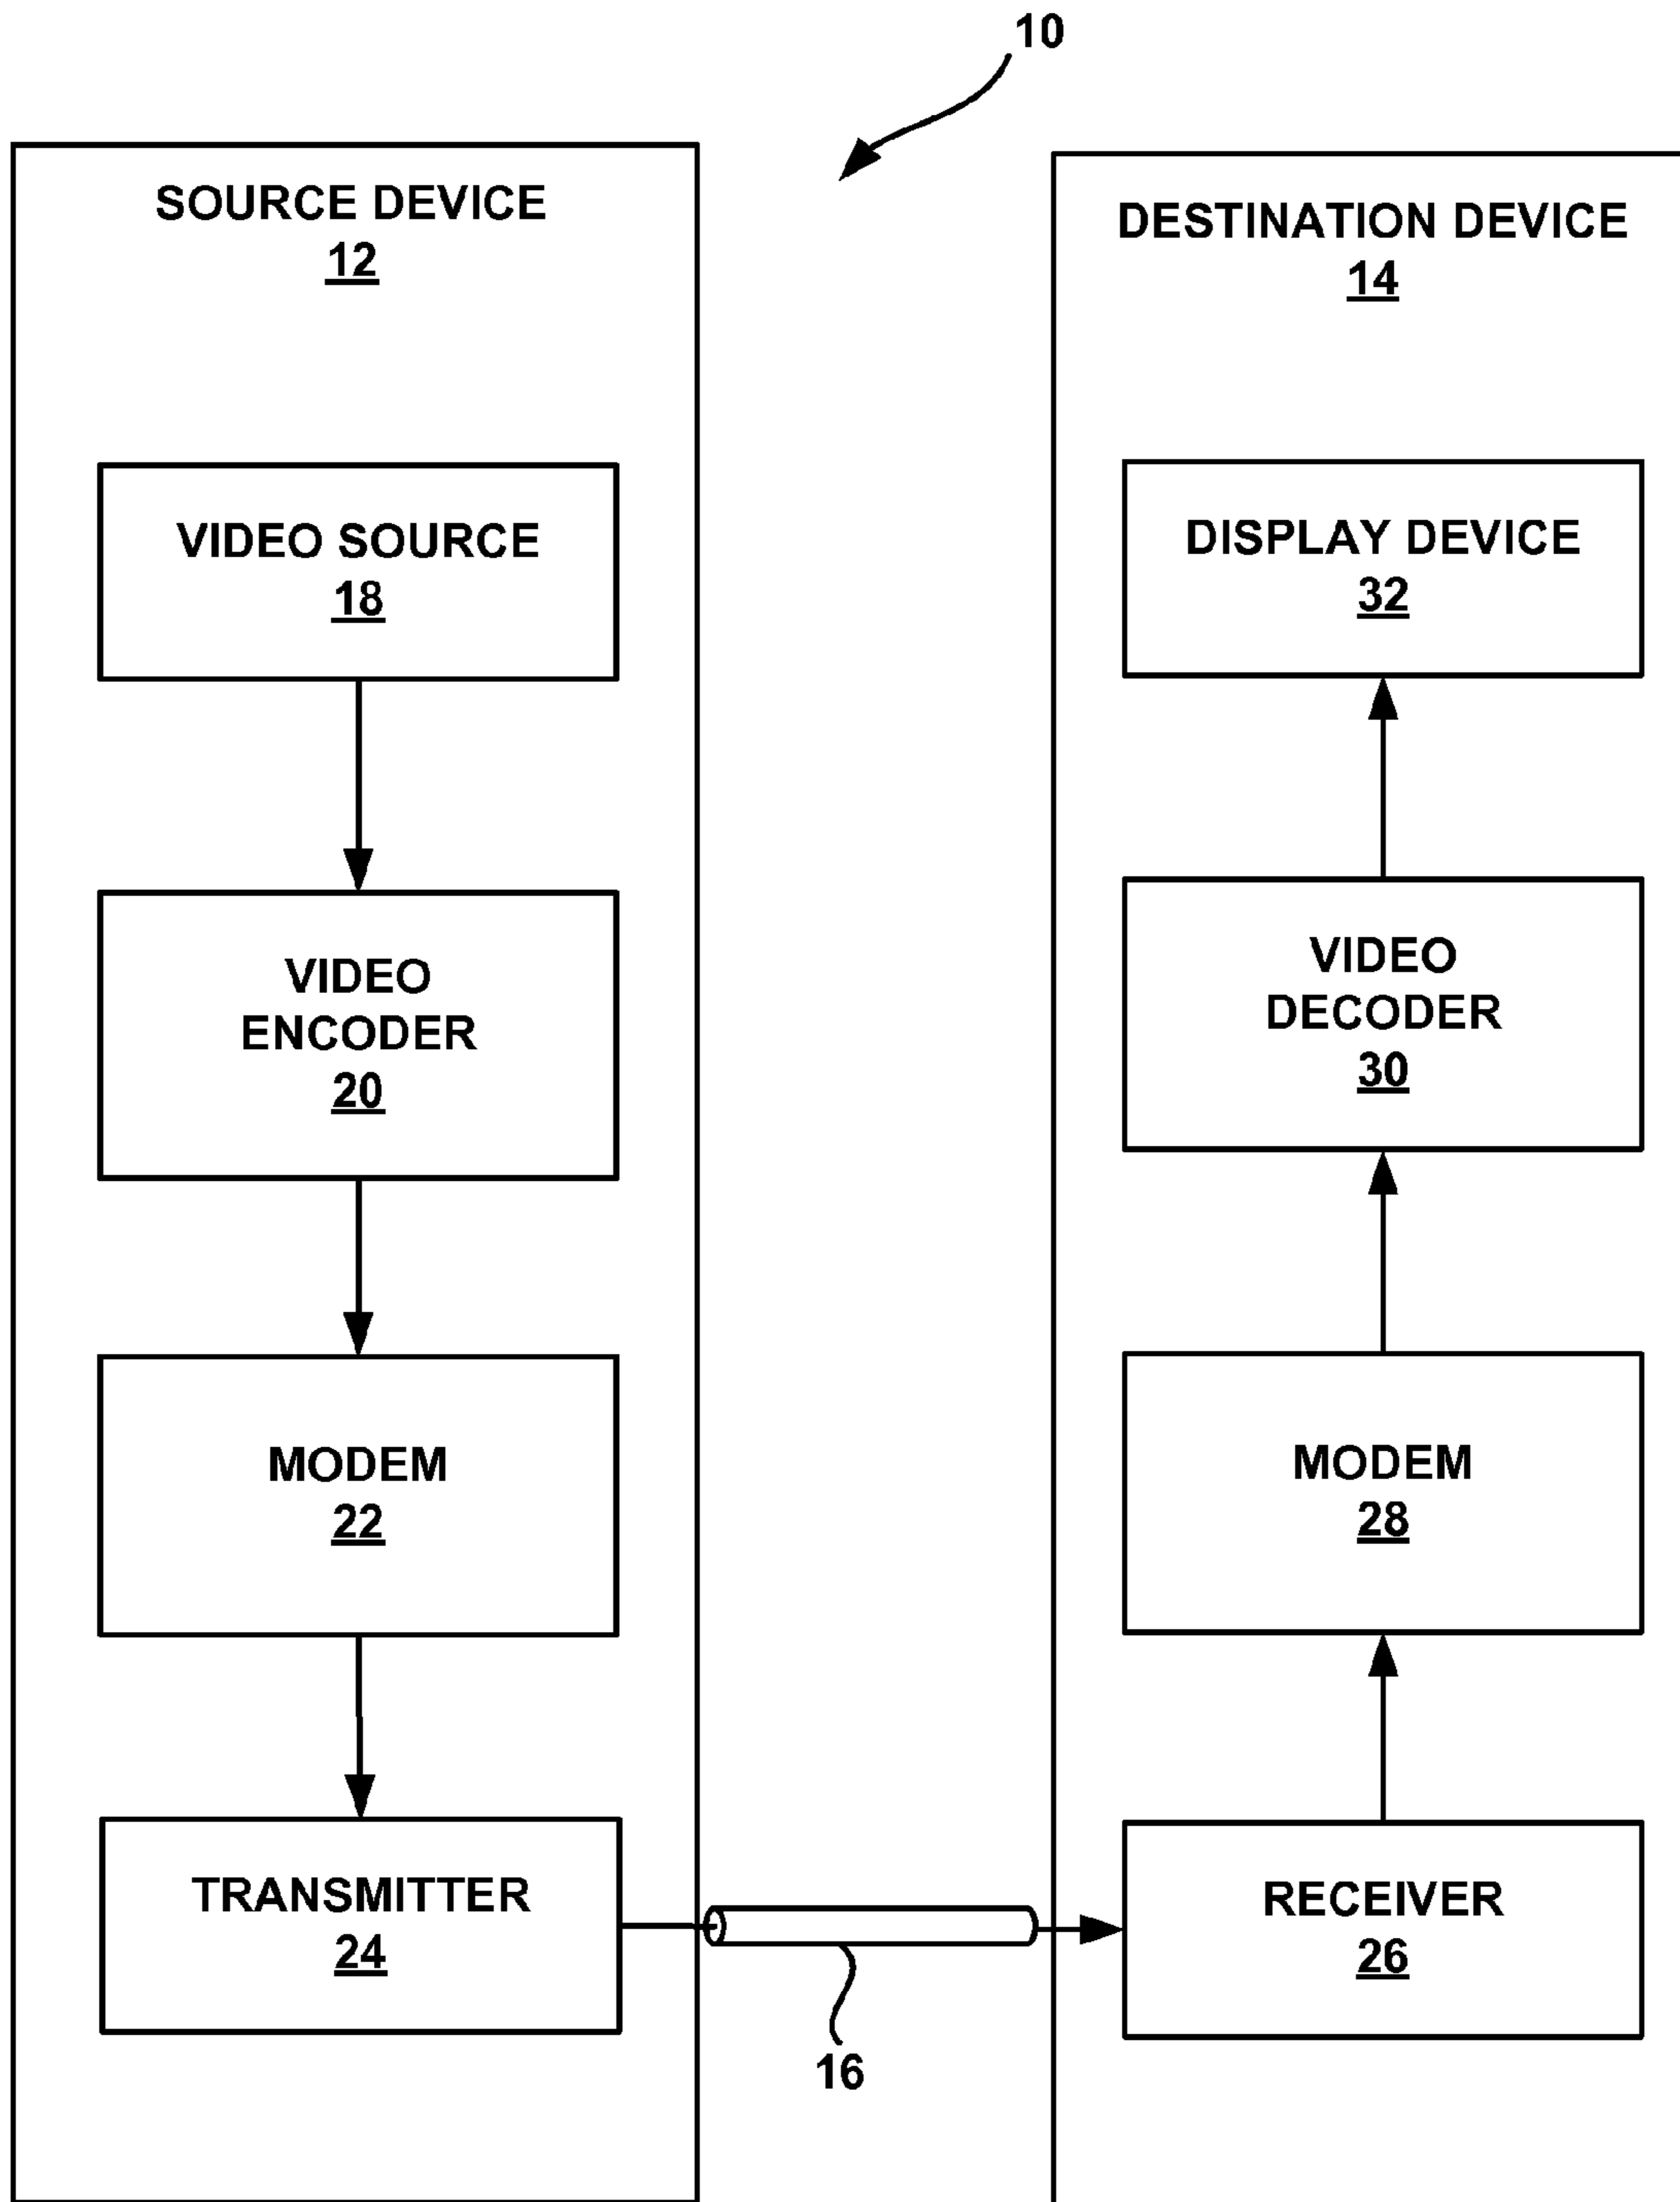 10
SOURCE DEVICE
12
VIDEO SOURCE
18
VIDEO
ENCODER
20
MODEM
22
TRANSMITTER
24
16
DESTINATION DEVICE
14
DISPLAY DEVICE
32
VIDEO
DECODER
30
MODEM
28
RECEIVER
26